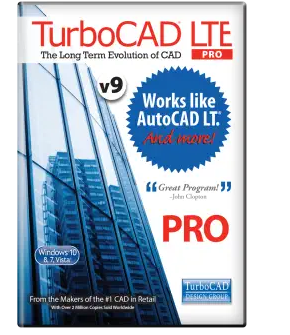 TurboCAD LTE
PRO
The Long Term Evolution of CAD
v9
Works like
AutoCAD LT.®
And more!
“Great Program!”
–John Clopton
PRO
Windows 10
8, 7, Vista
TurboCAD
DESIGN GROUP
From the Makers of the #1 CAD in Retail
With Over 2 Million Copies Sold Worldwide